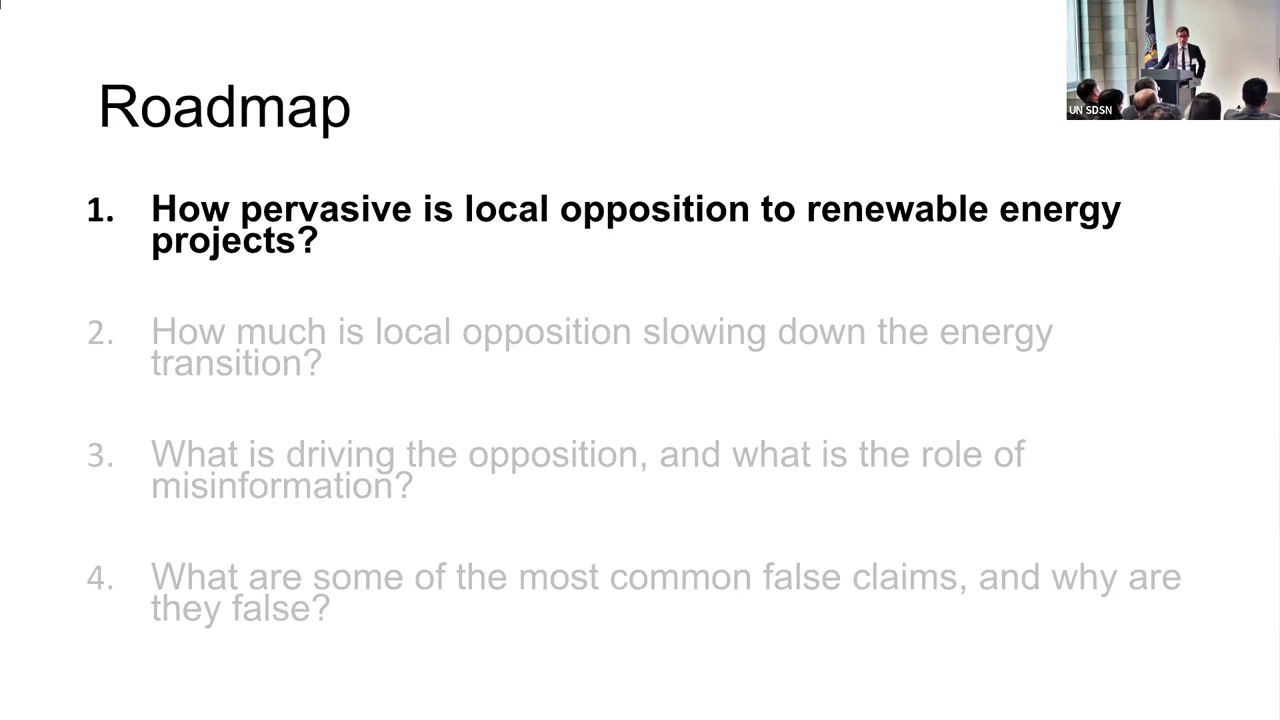 UN SDSN
Roadmap
1. How pervasive is local opposition to renewable energy
projects?
2. How much is local opposition slowing down the energy
transition?
3. What is driving the opposition, and what is the role of
misinformation?
4. What are some of the most common false claims, and why are
they false?